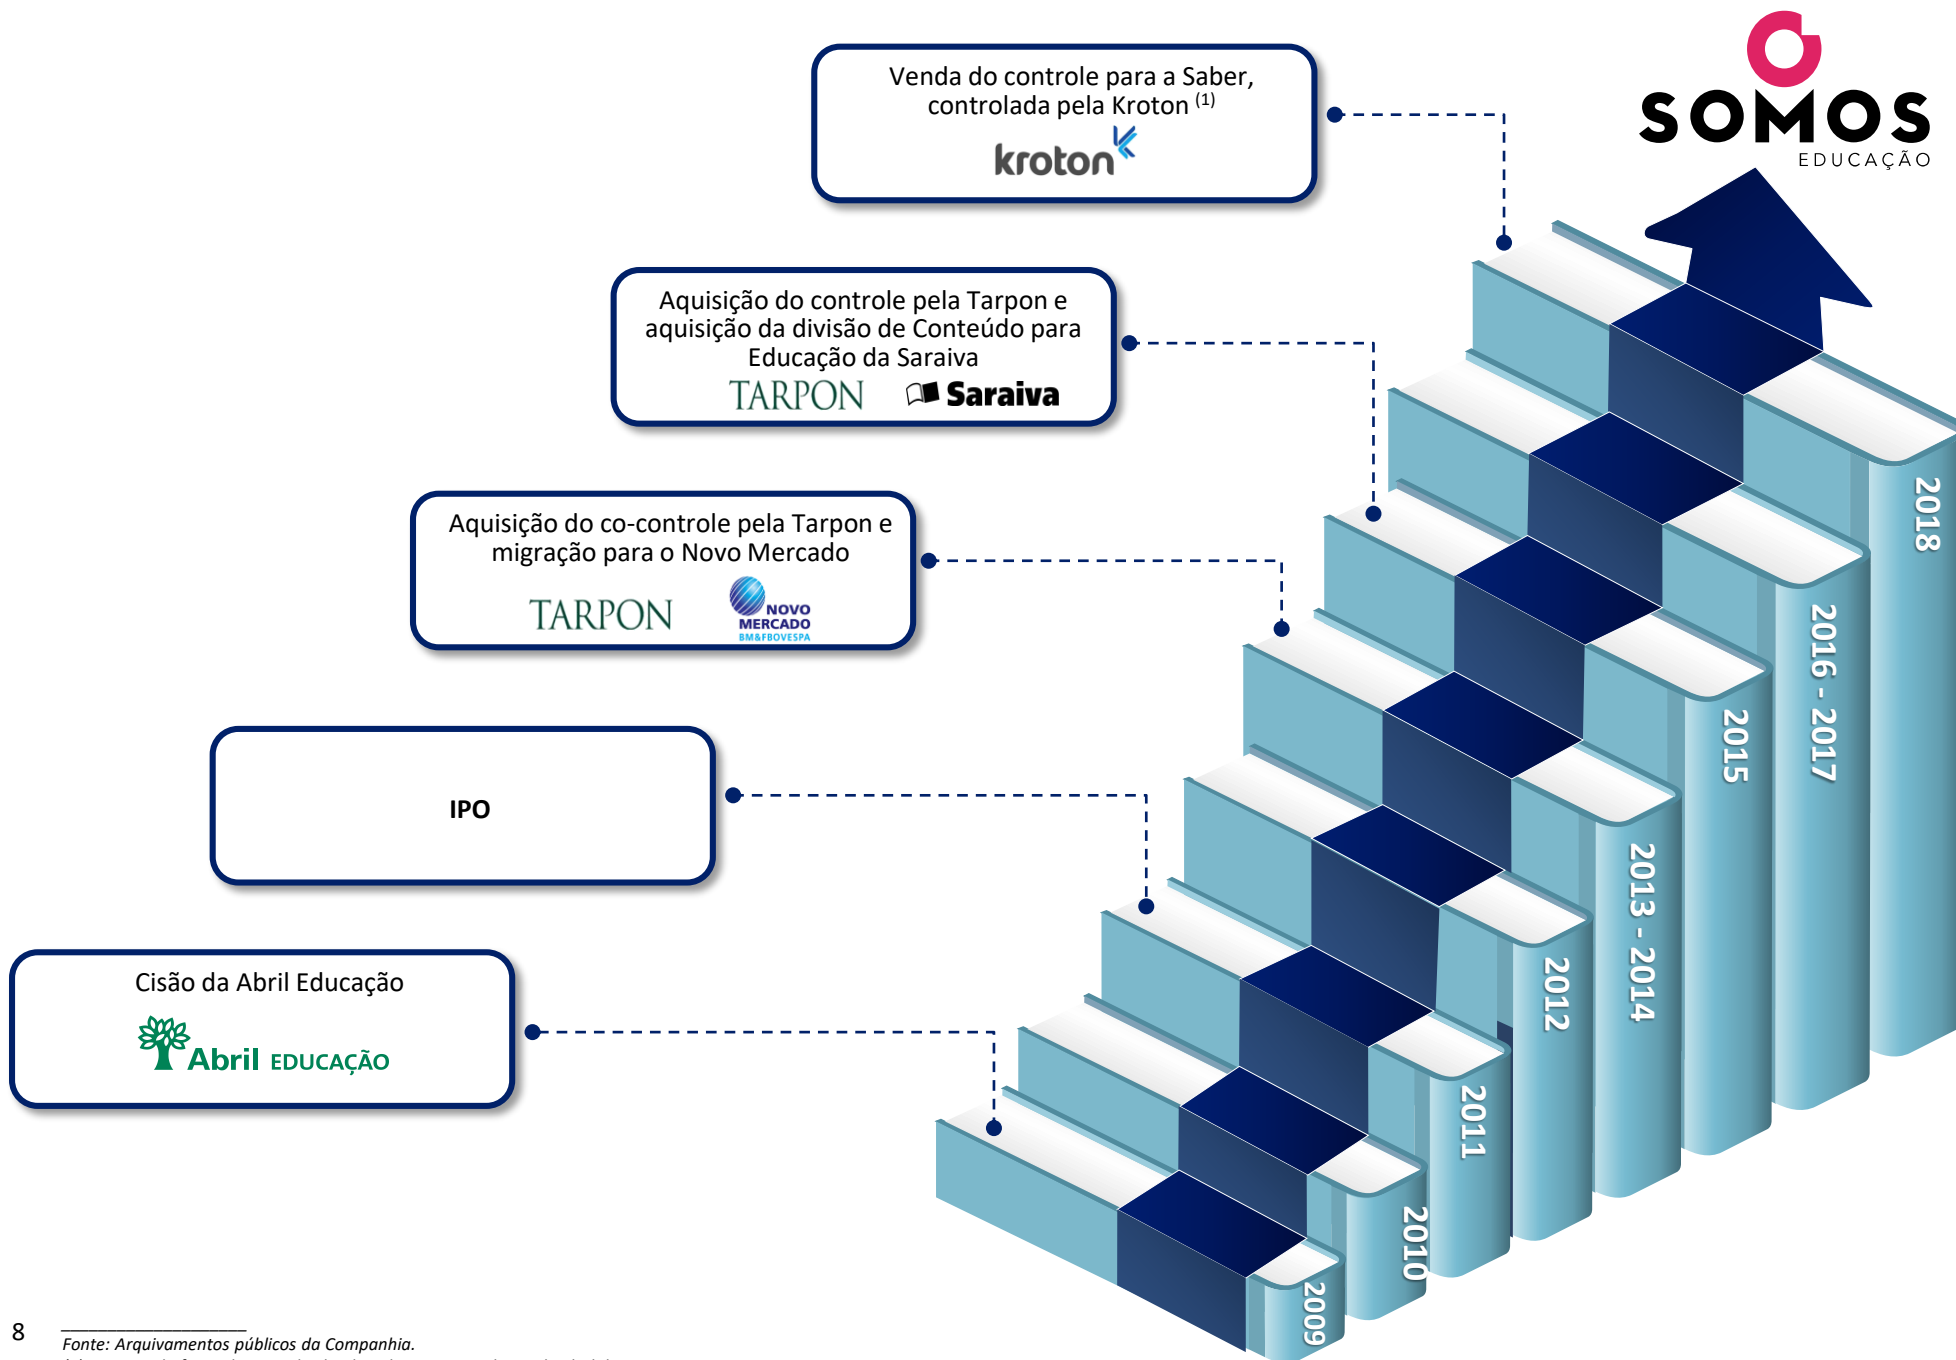 SOMOS
EDUCAÇÃO
Venda do controle para a Saber,
controlada pela Kroton (1)
kroton
Aquisição do controle pela Tarpon e
aquisição da divisão de Conteúdo para
Educação da Saraiva
TARPON
Saraiva
Aquisição do co-controle pela Tarpon e
migração para o Novo Mercado
TARPON
NOVO
MERCADO
BM&FBOVESPA
IPO
Cisão da Abril Educação
Abril EDUCAÇÃO
2018
2016 - 2017
2015
2013 - 2014
2012
2011
2010
2009
8
Fonte: Arquivamentos públicos da Companhia.